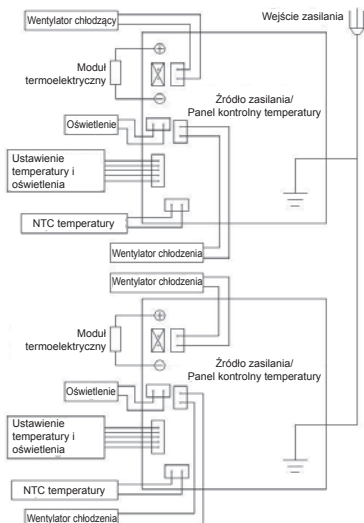 Wentylator chłodzący
Wejście zasilania
Moduł
termoelektryczny
Źródło zasilania/
Panel kontrolny temperatury
Oświetlenie
Ustawienie
temperatury i
oświetlenia
NTC temperatury
Wentylator chłodzenia
Wentylator chłodzenia
Moduł
termoelektryczny
Źródło zasilania/
Panel kontrolny temperatury
Oświetlenie
Ustawienie
temperatury i
oświetlenia
NTC temperatury
Wentylator chłodzenia